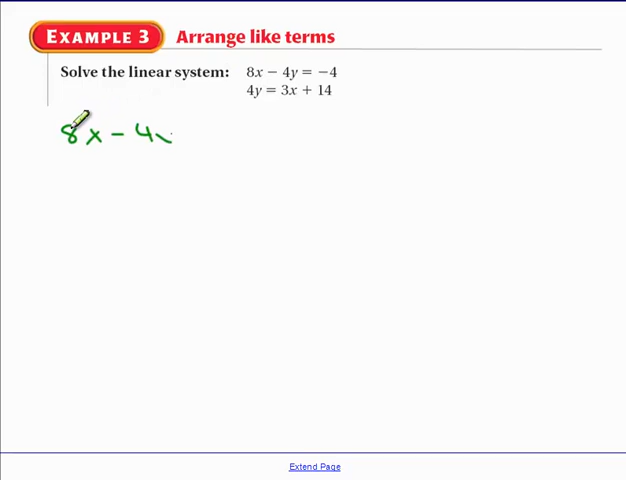 EXAMPLE 3 Arrange like terms
Solve the linear system: 8x − 4y = −4
4y = 3x + 14
8x − 4
Extend Page